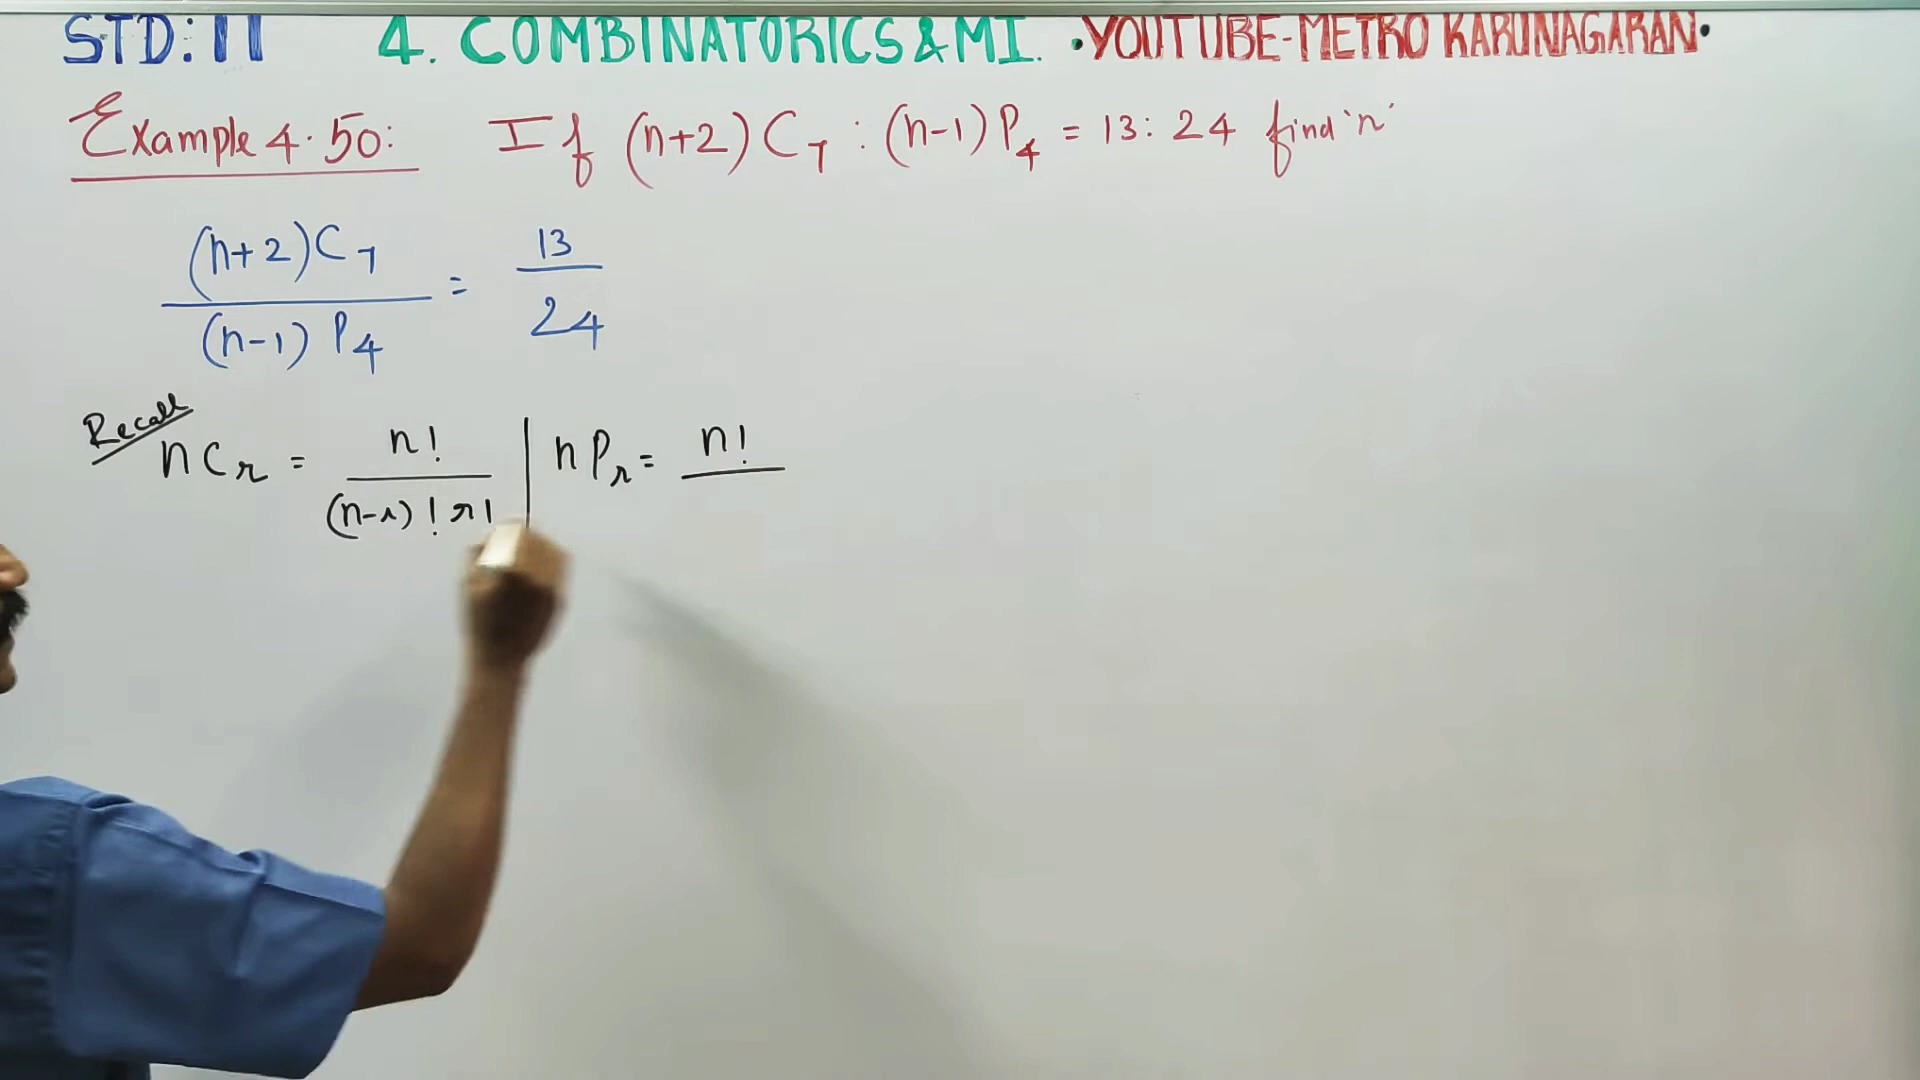 STD: 11 4. COMBINATORICS & MI. •YOUTUBE-METRO KARUNAGARAN•
Example 4.50: If (n+2)C₇ : (n-1)P₄ = 13 : 24 find 'n'
(n+2)C₇ / (n-1)P₄ = 13 / 24
Recall
nCr = n! / (n-r)! r! | nPr = n!